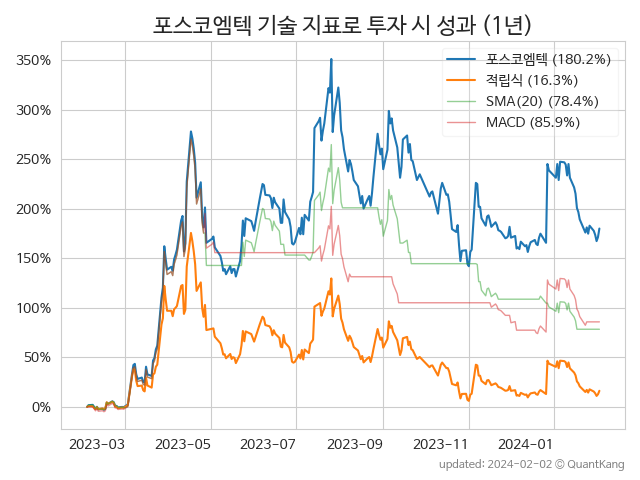 포스코엠텍 기술 지표로 투자 시 성과 (1년)
포스코엠텍 (180.2%)
적립식 (16.3%)
SMA(20) (78.4%)
MACD (85.9%)
350%
300%
250%
200%
150%
100%
50%
0%
2023-03 2023-05 2023-07 2023-09 2023-11 2024-01
updated: 2024-02-02 © QuantKang